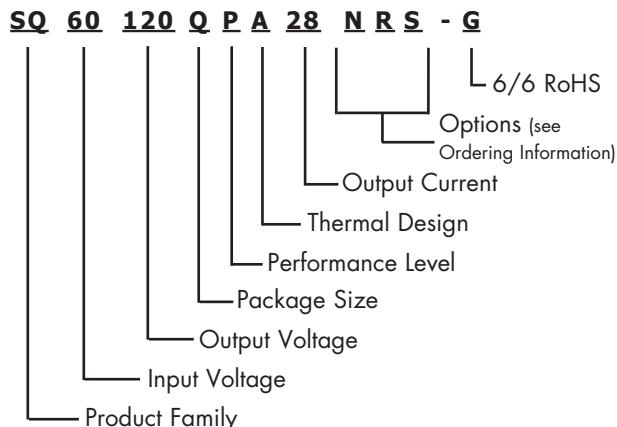 SQ 60 120 Q P A 28 N R S - G
6/6 RoHS
Options (see
Ordering Information)
Output Current
Thermal Design
Performance Level
Package Size
Output Voltage
Input Voltage
Product Family